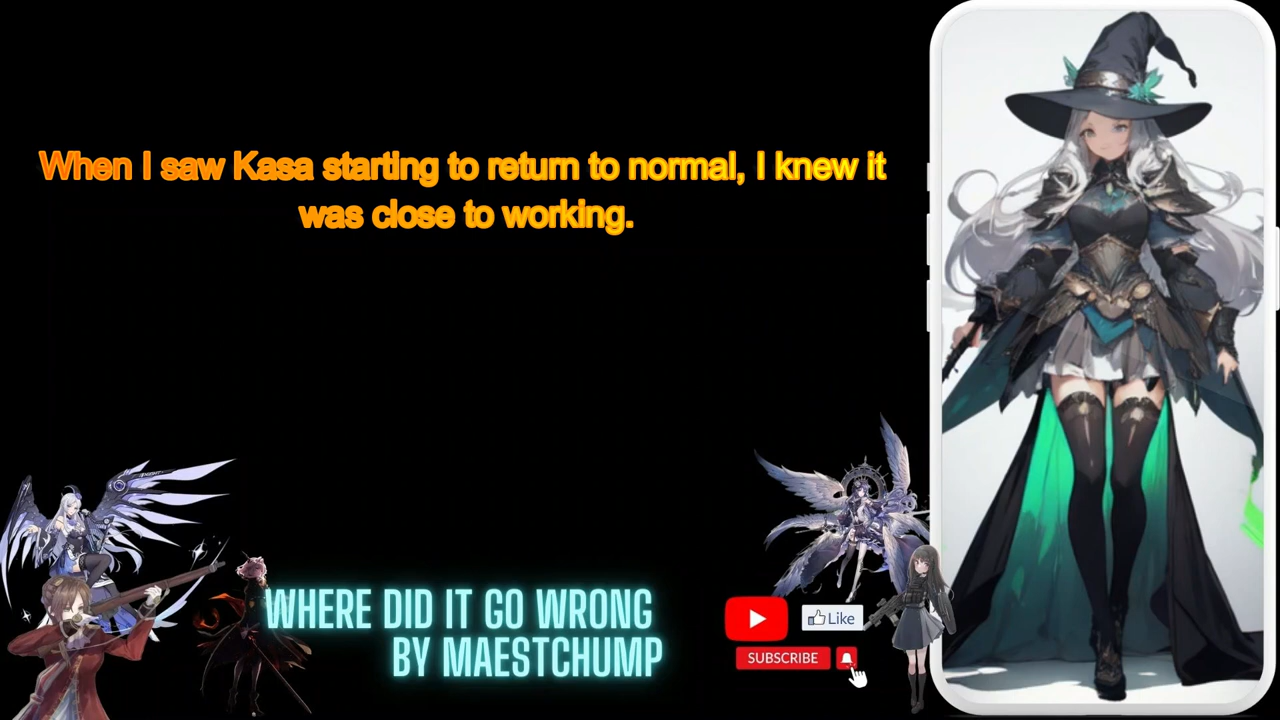 When I saw Kasa starting to return to normal, I knew it
was close to working.
WHERE DID IT GO WRONG
BY MAESTCHUMP
Like
SUBSCRIBE